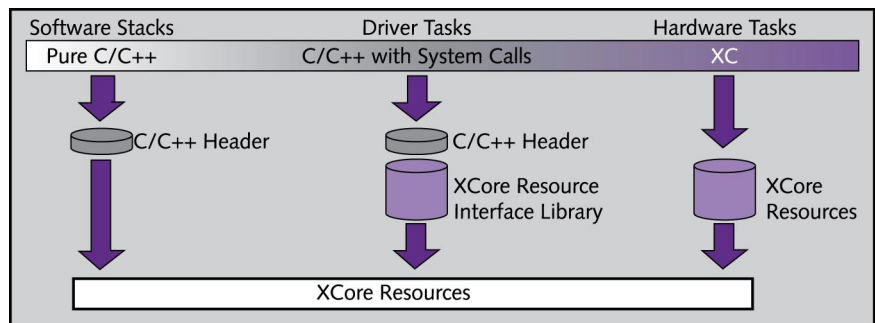 Software Stacks
Driver Tasks
Hardware Tasks
Pure C/C++
C/C++ with System Calls
XC
C/C++ Header
C/C++ Header
XCore Resource
Interface Library
XCore
Resources
XCore Resources